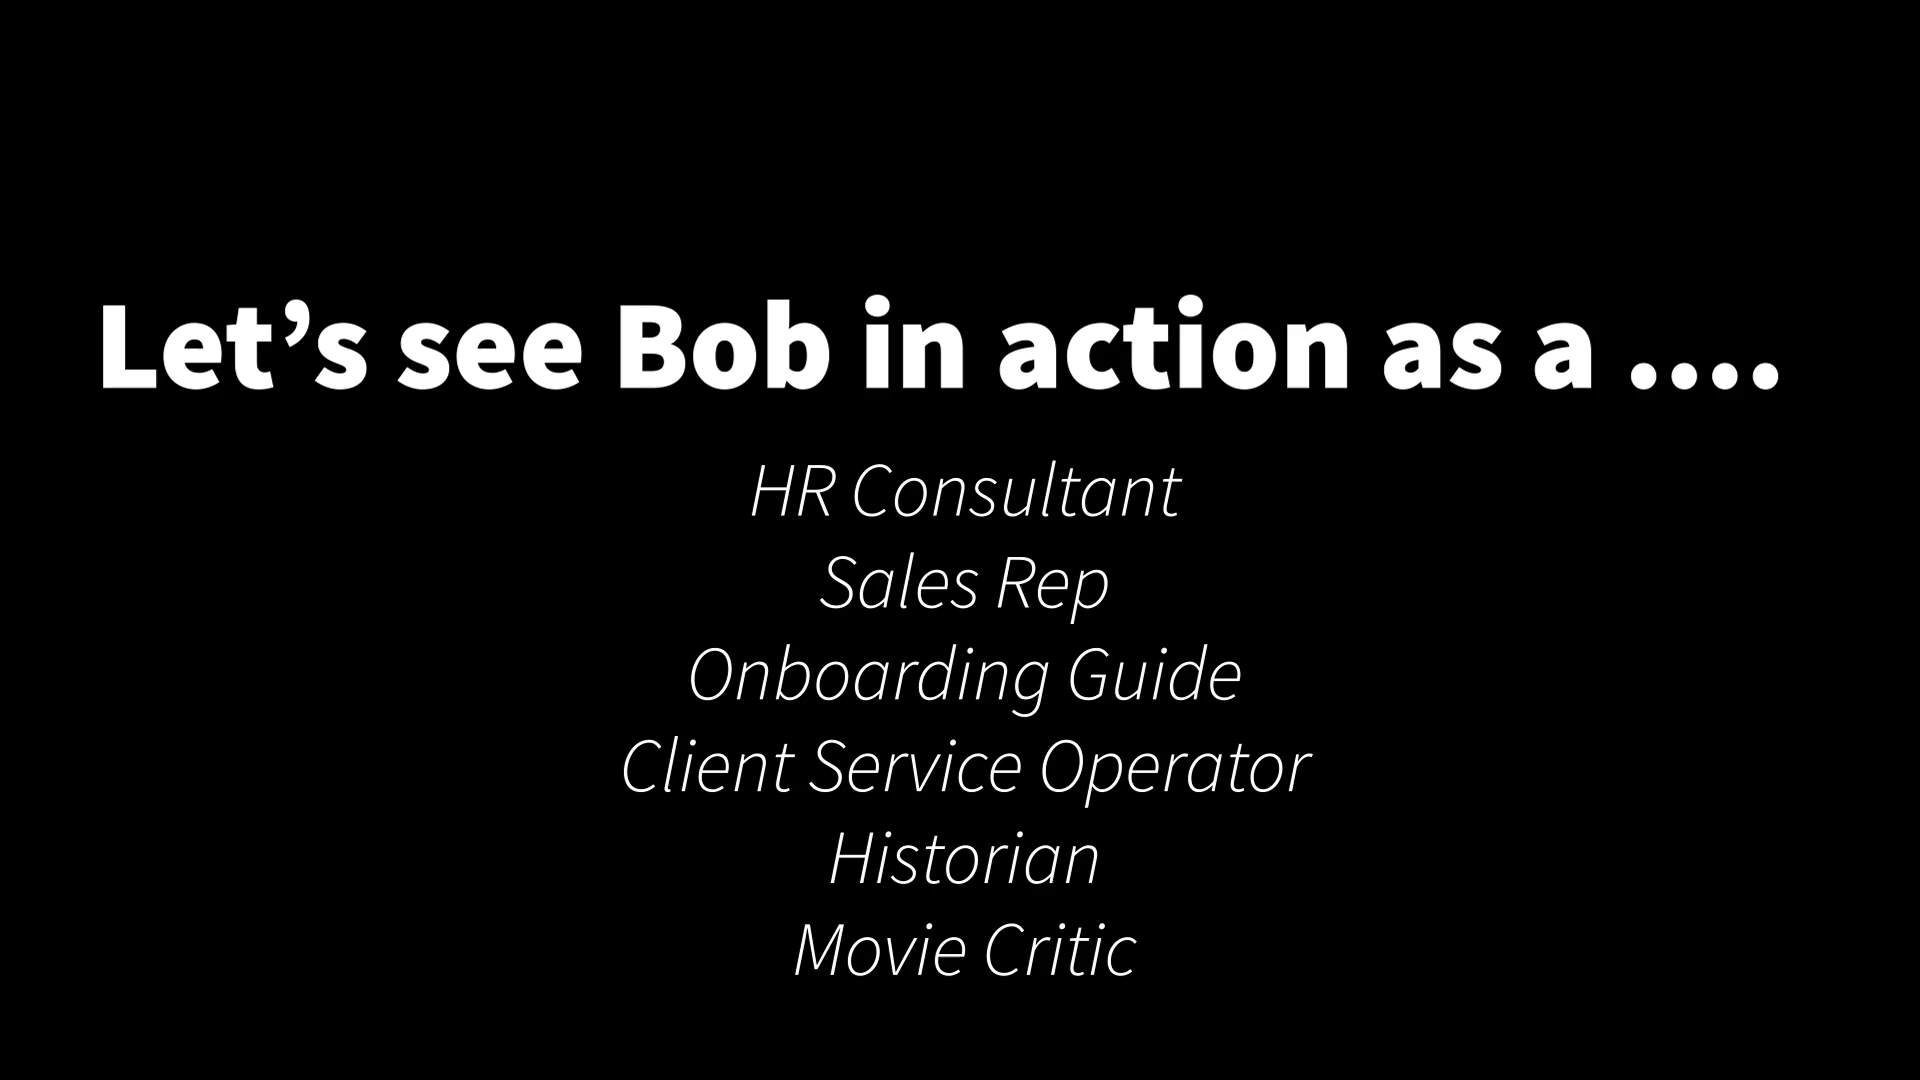 Let’s see Bob in action as a ....
HR Consultant
Sales Rep
Onboarding Guide
Client Service Operator
Historian
Movie Critic